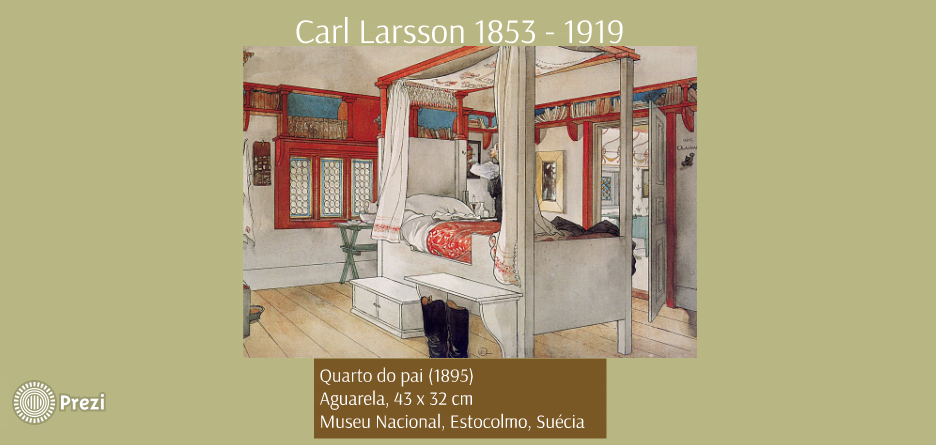 Carl Larsson 1853 - 1919
Quarto do pai (1895)
Aguarela, 43 x 32 cm
Museu Nacional, Estocolmo, Suécia
Prezi